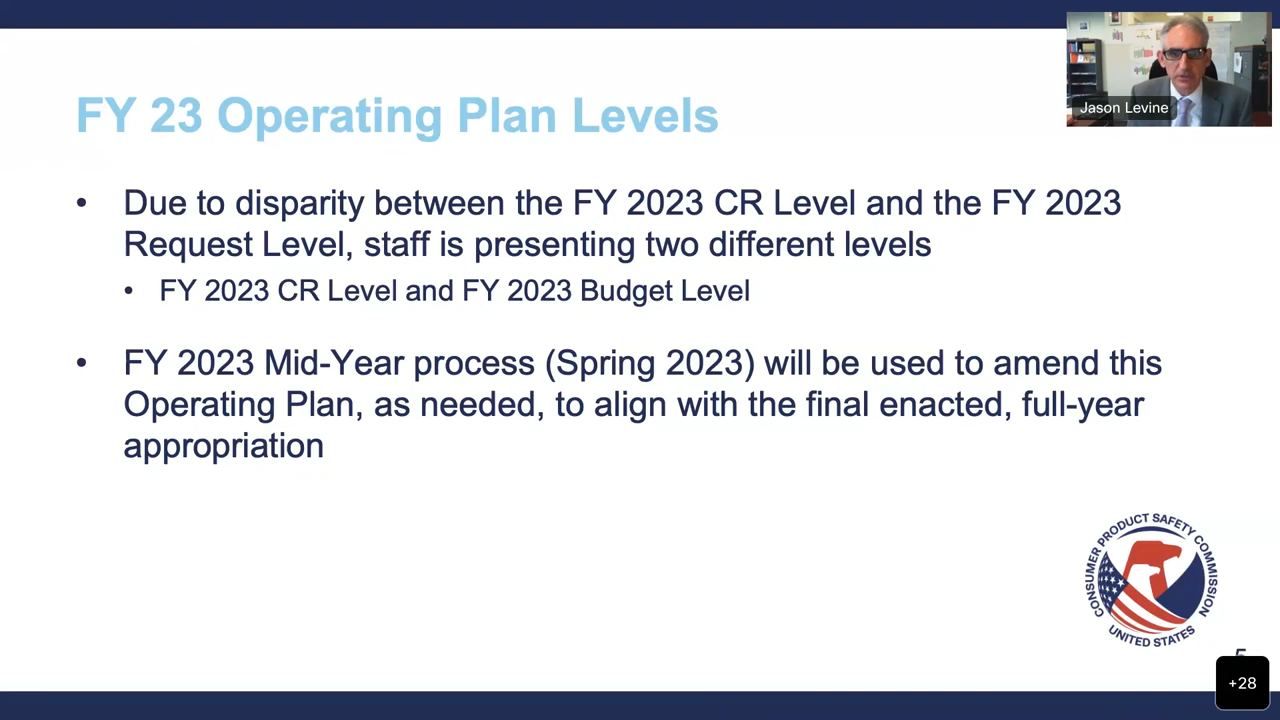 Jason Levine
FY 23 Operating Plan Levels
• Due to disparity between the FY 2023 CR Level and the FY 2023
Request Level, staff is presenting two different levels
• FY 2023 CR Level and FY 2023 Budget Level
• FY 2023 Mid-Year process (Spring 2023) will be used to amend this
Operating Plan, as needed, to align with the final enacted, full-year
appropriation
CONSUMER PRODUCT SAFETY COMMISSION
UNITED STATES
5
+28